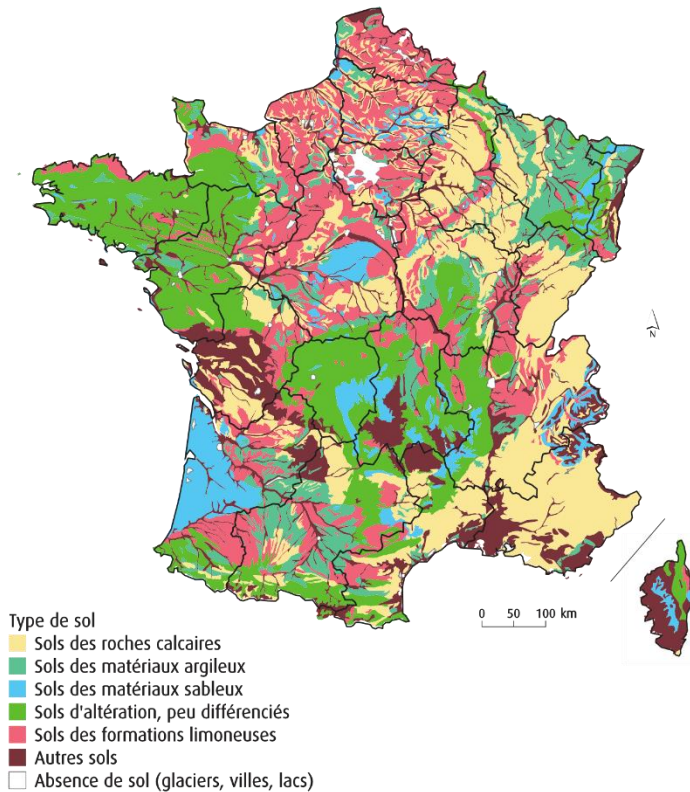 N
0 50 100 km
Type de sol
Sols des roches calcaires
Sols des matériaux argileux
Sols des matériaux sableux
Sols d'altération, peu différenciés
Sols des formations limoneuses
Autres sols
Absence de sol (glaciers, villes, lacs)